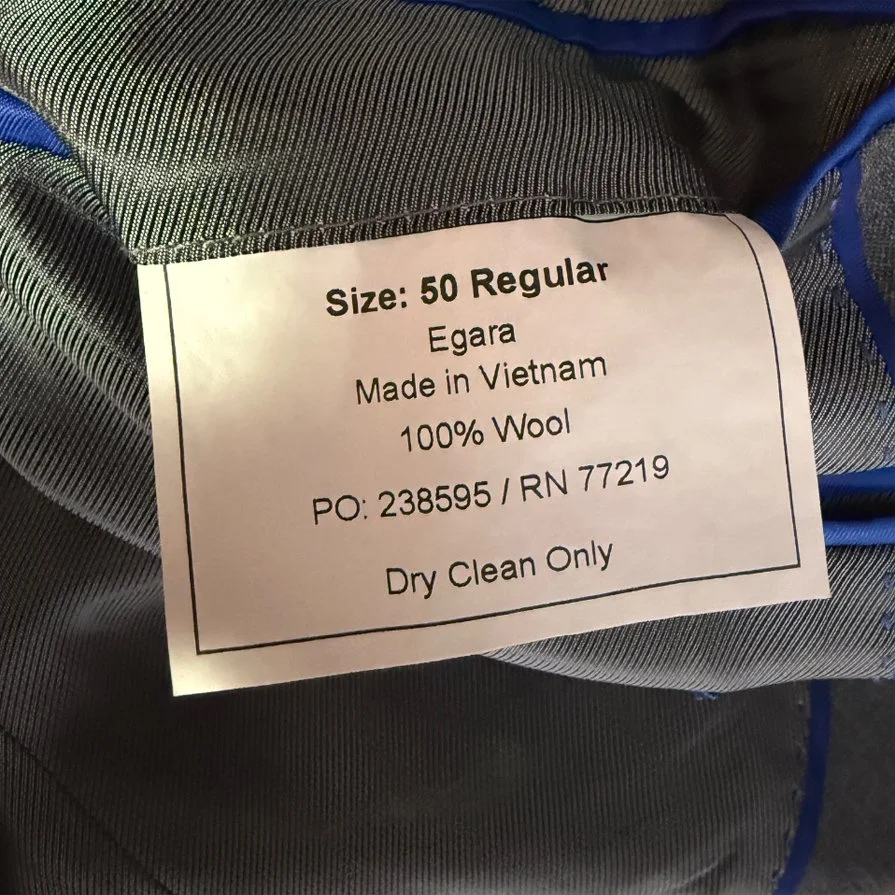 Size: 50 Regular
Egara
Made in Vietnam
100% Wool
PO: 238595 / RN 77219
Dry Clean Only